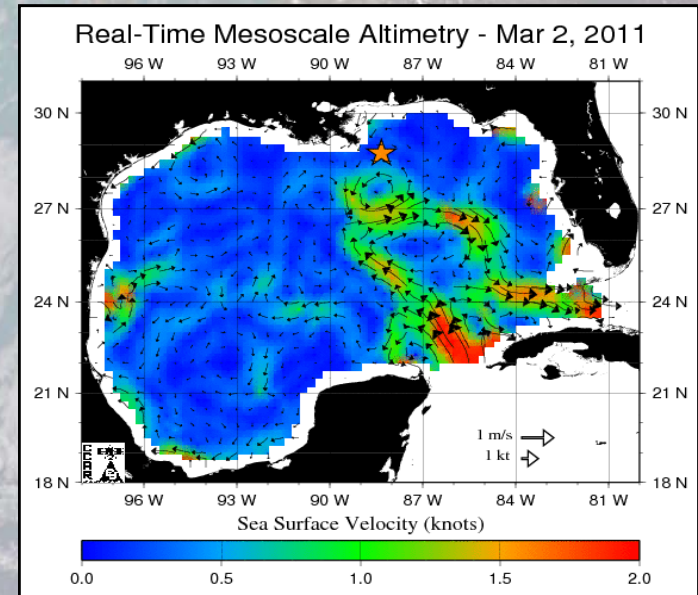 Real-Time Mesoscale Altimetry - Mar 2, 2011
96 W 93 W 90 W 87 W 84 W 81 W
30 N 30 N
27 N 27 N
24 N 24 N
21 N 21 N
1 m/s
1 kt
CCAR
18 N 18 N
96 W 93 W 90 W 87 W 84 W 81 W
Sea Surface Velocity (knots)
0.0 0.5 1.0 1.5 2.0